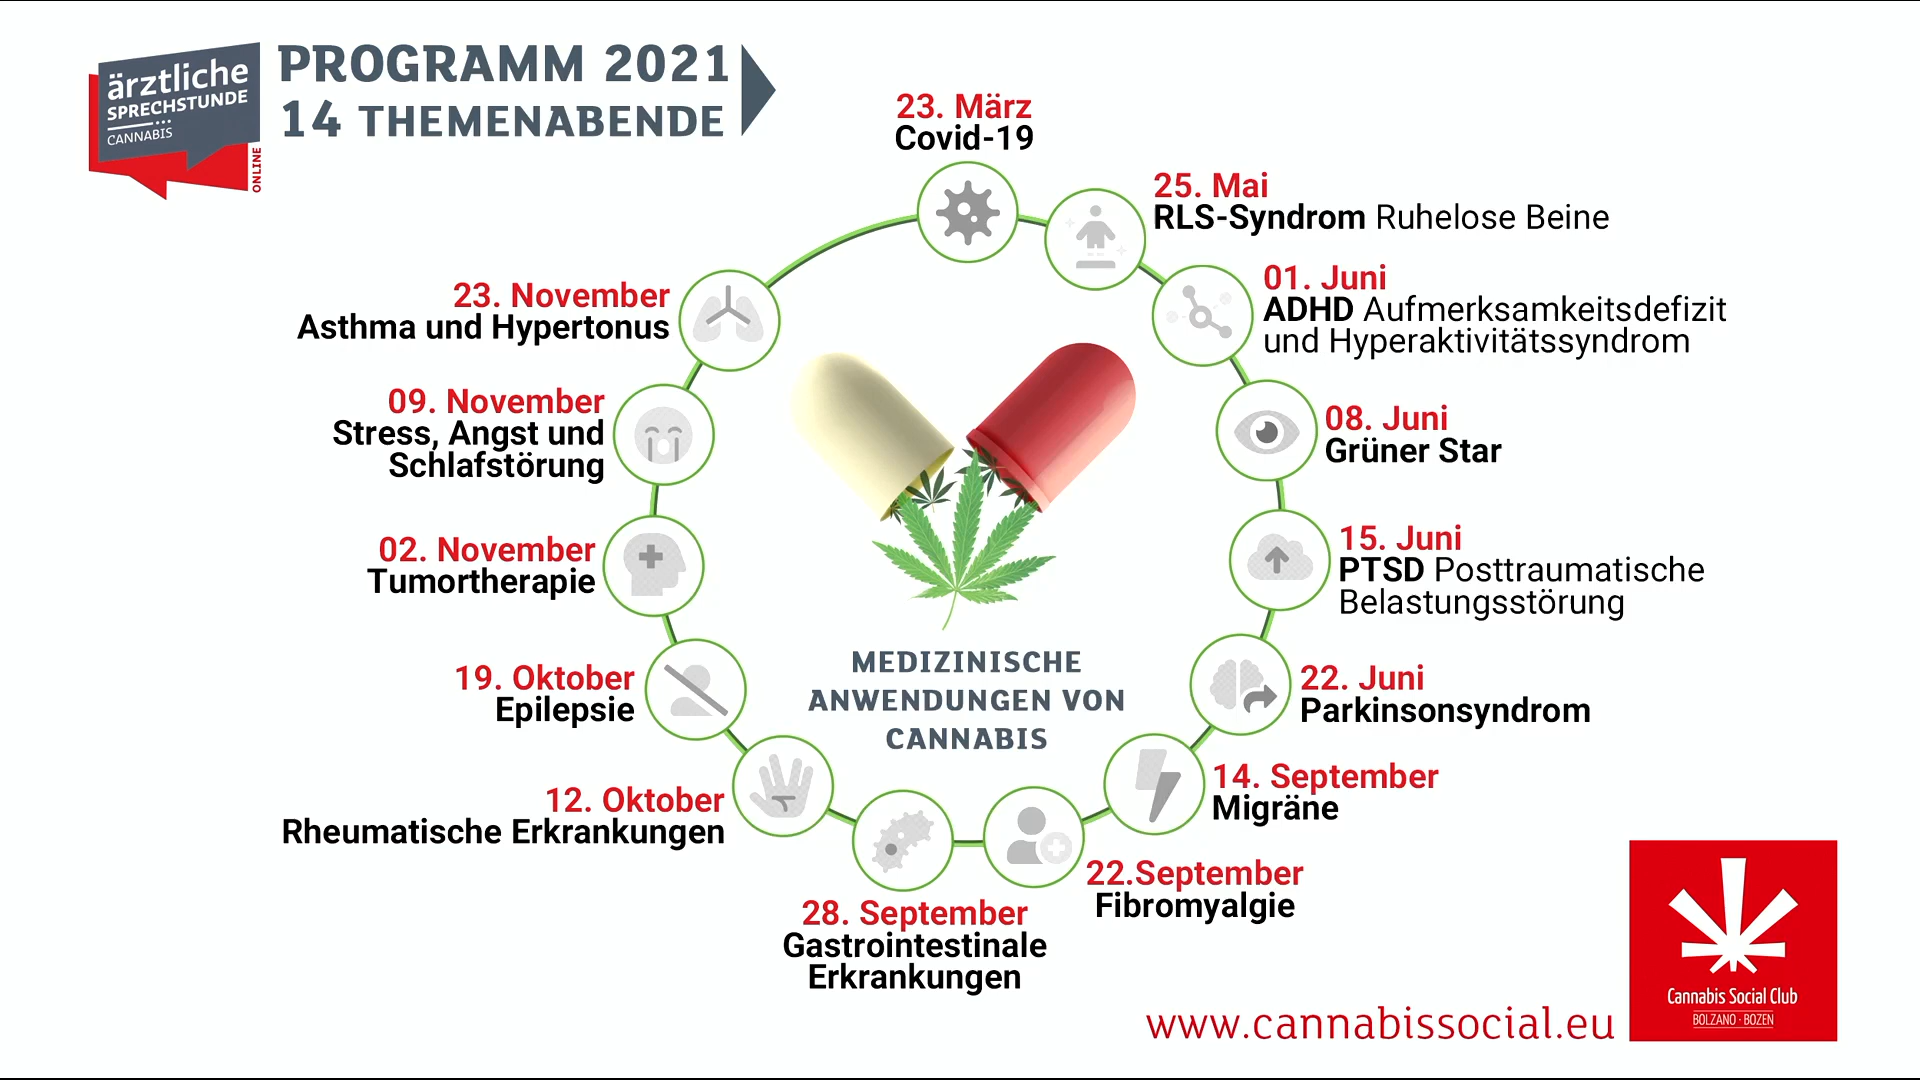 ärztliche
SPRECHSTUNDE
CANNABIS
ONLINE
PROGRAMM 2021
14 THEMENABENDE
23. März
Covid-19
25. Mai
RLS-Syndrom Ruhelose Beine
01. Juni
ADHD Aufmerksamkeitsdefizit
und Hyperaktivitätssyndrom
08. Juni
Grüner Star
15. Juni
PTSD Posttraumatische
Belastungsstörung
22. Juni
Parkinsonsyndrom
14. September
Migräne
22.September
Fibromyalgie
28. September
Gastrointestinale
Erkrankungen
12. Oktober
Rheumatische Erkrankungen
19. Oktober
Epilepsie
02. November
Tumortherapie
09. November
Stress, Angst und
Schlafstörung
23. November
Asthma und Hypertonus
MEDIZINISCHE
ANWENDUNGEN VON
CANNABIS
www.cannabissocial.eu
Cannabis Social Club
BOLZANO · BOZEN